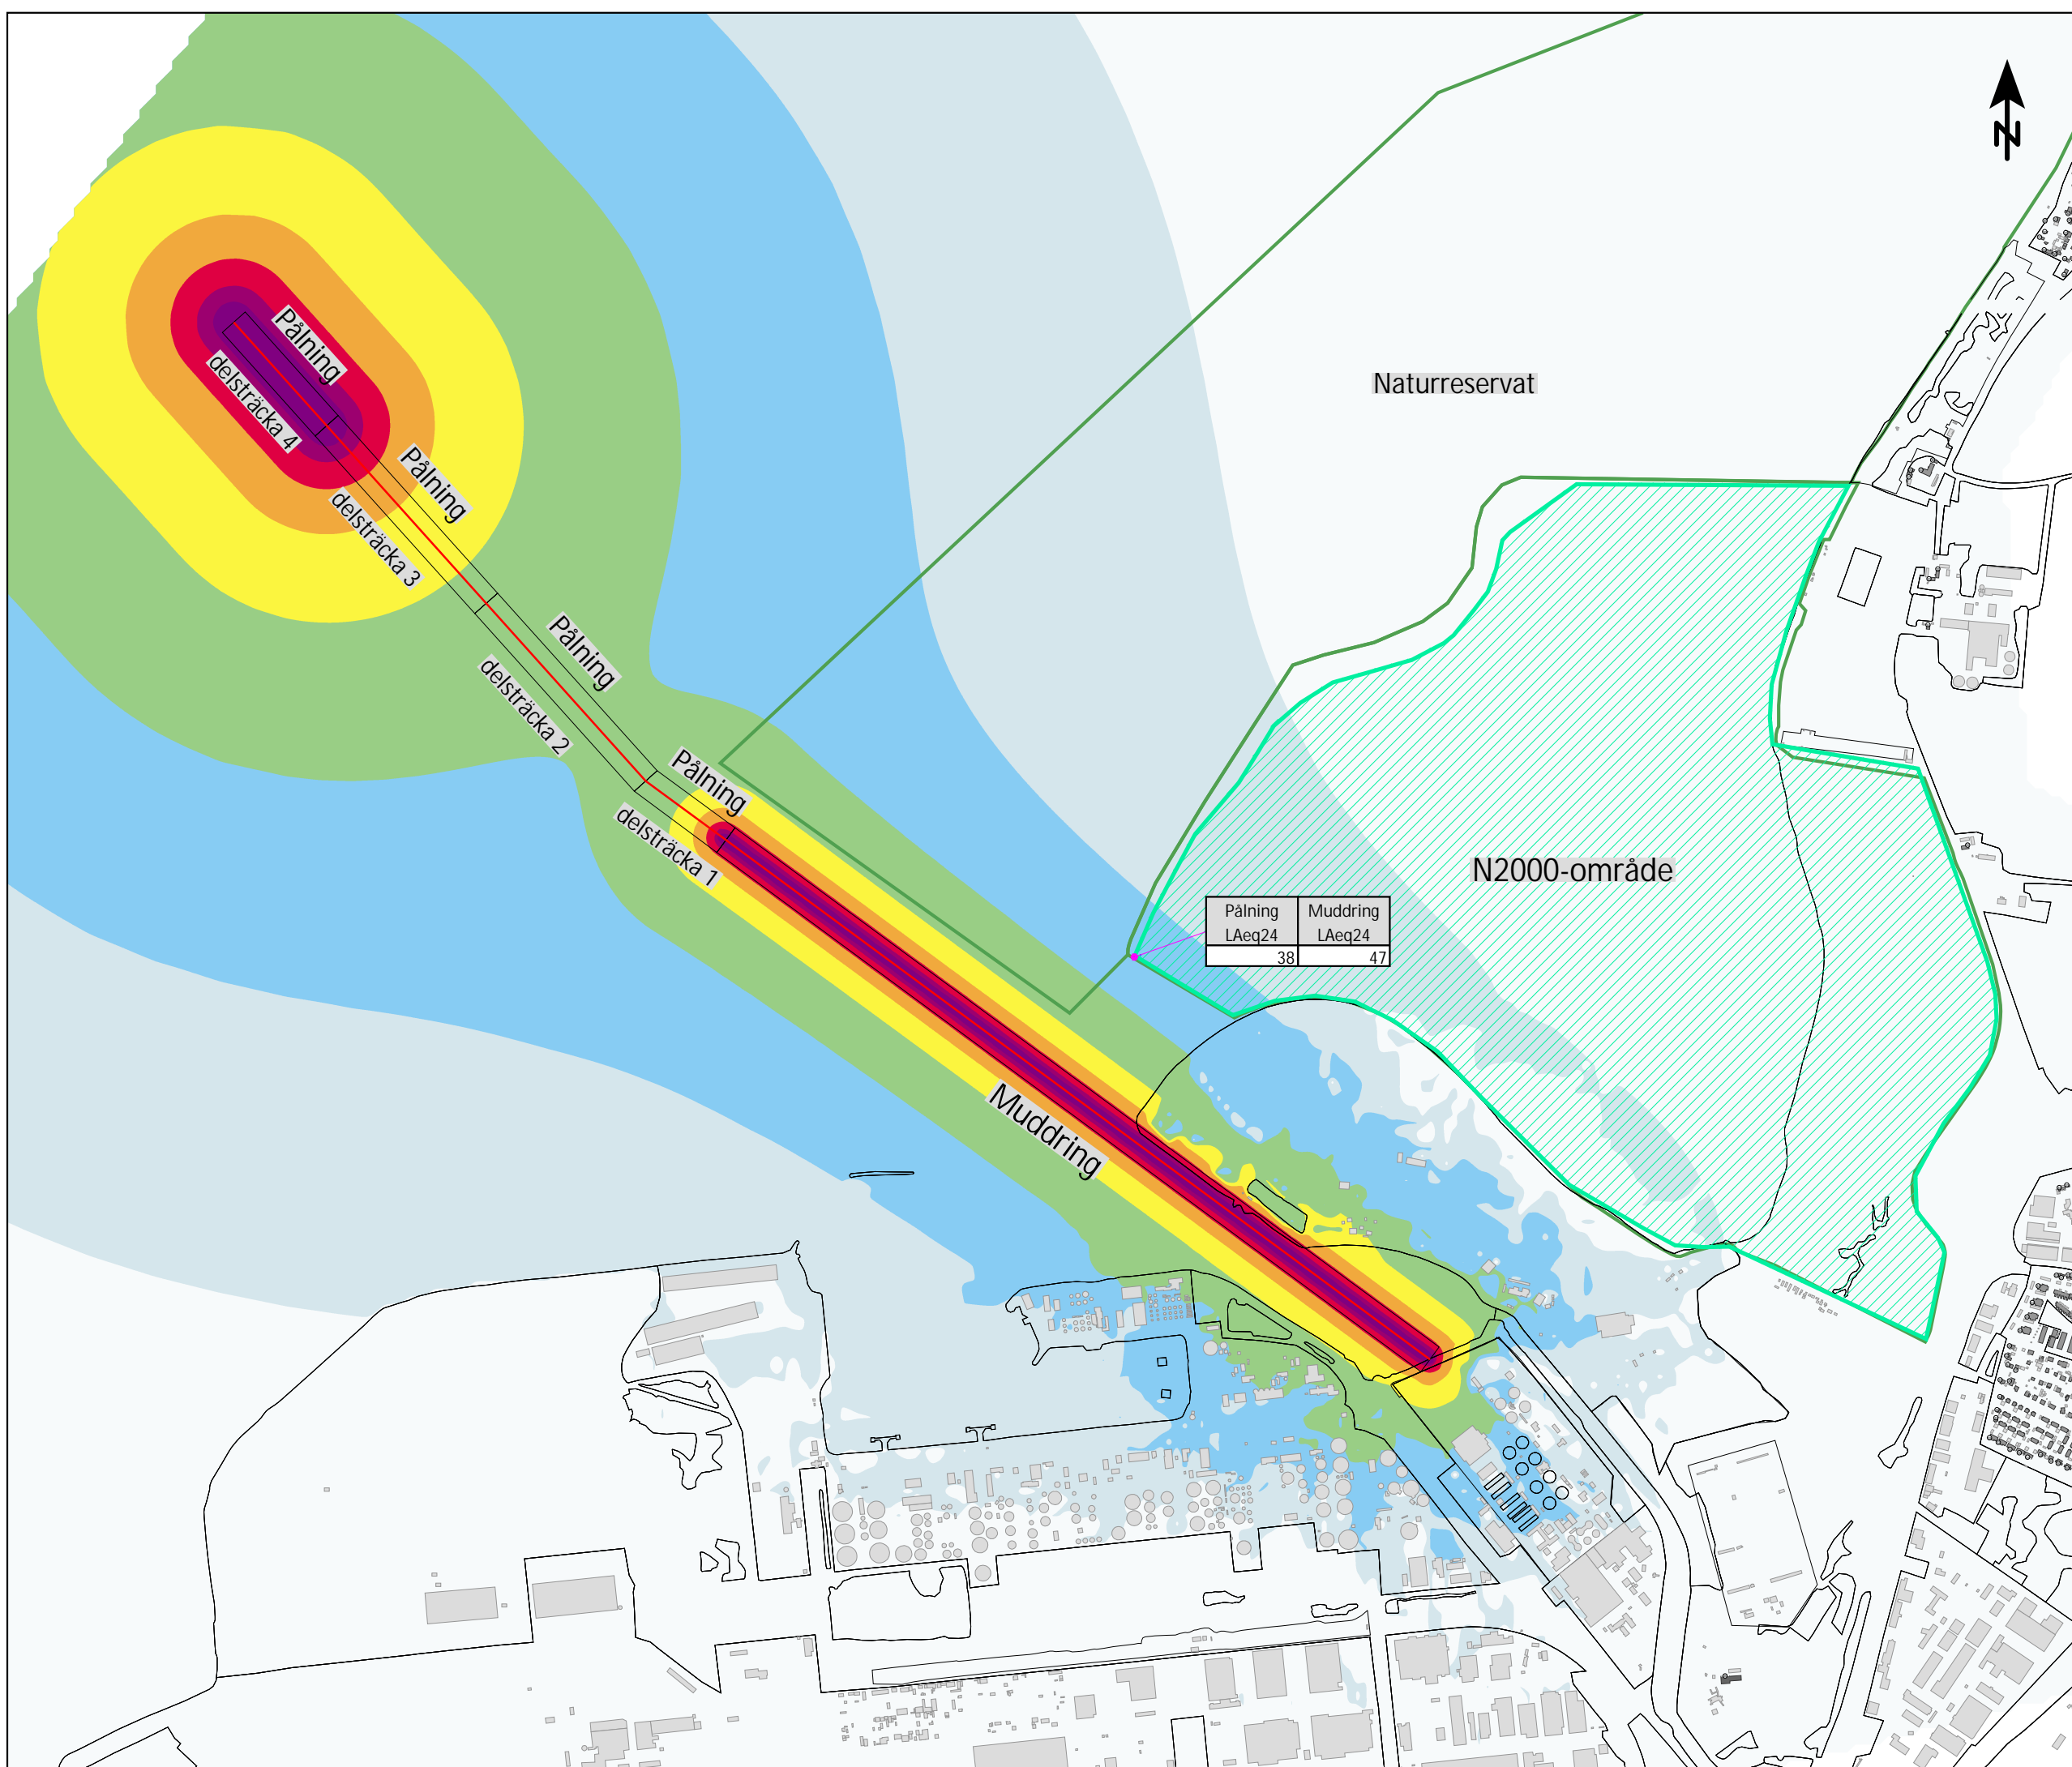 N
Pålning
delsträcka 4
Naturreservat
Pålning
delsträcka 3
Pålning
delsträcka 2
Pålning
delsträcka 1
N2000-område
Pålning Muddring
LAeq24 LAeq24
38 47
Muddring